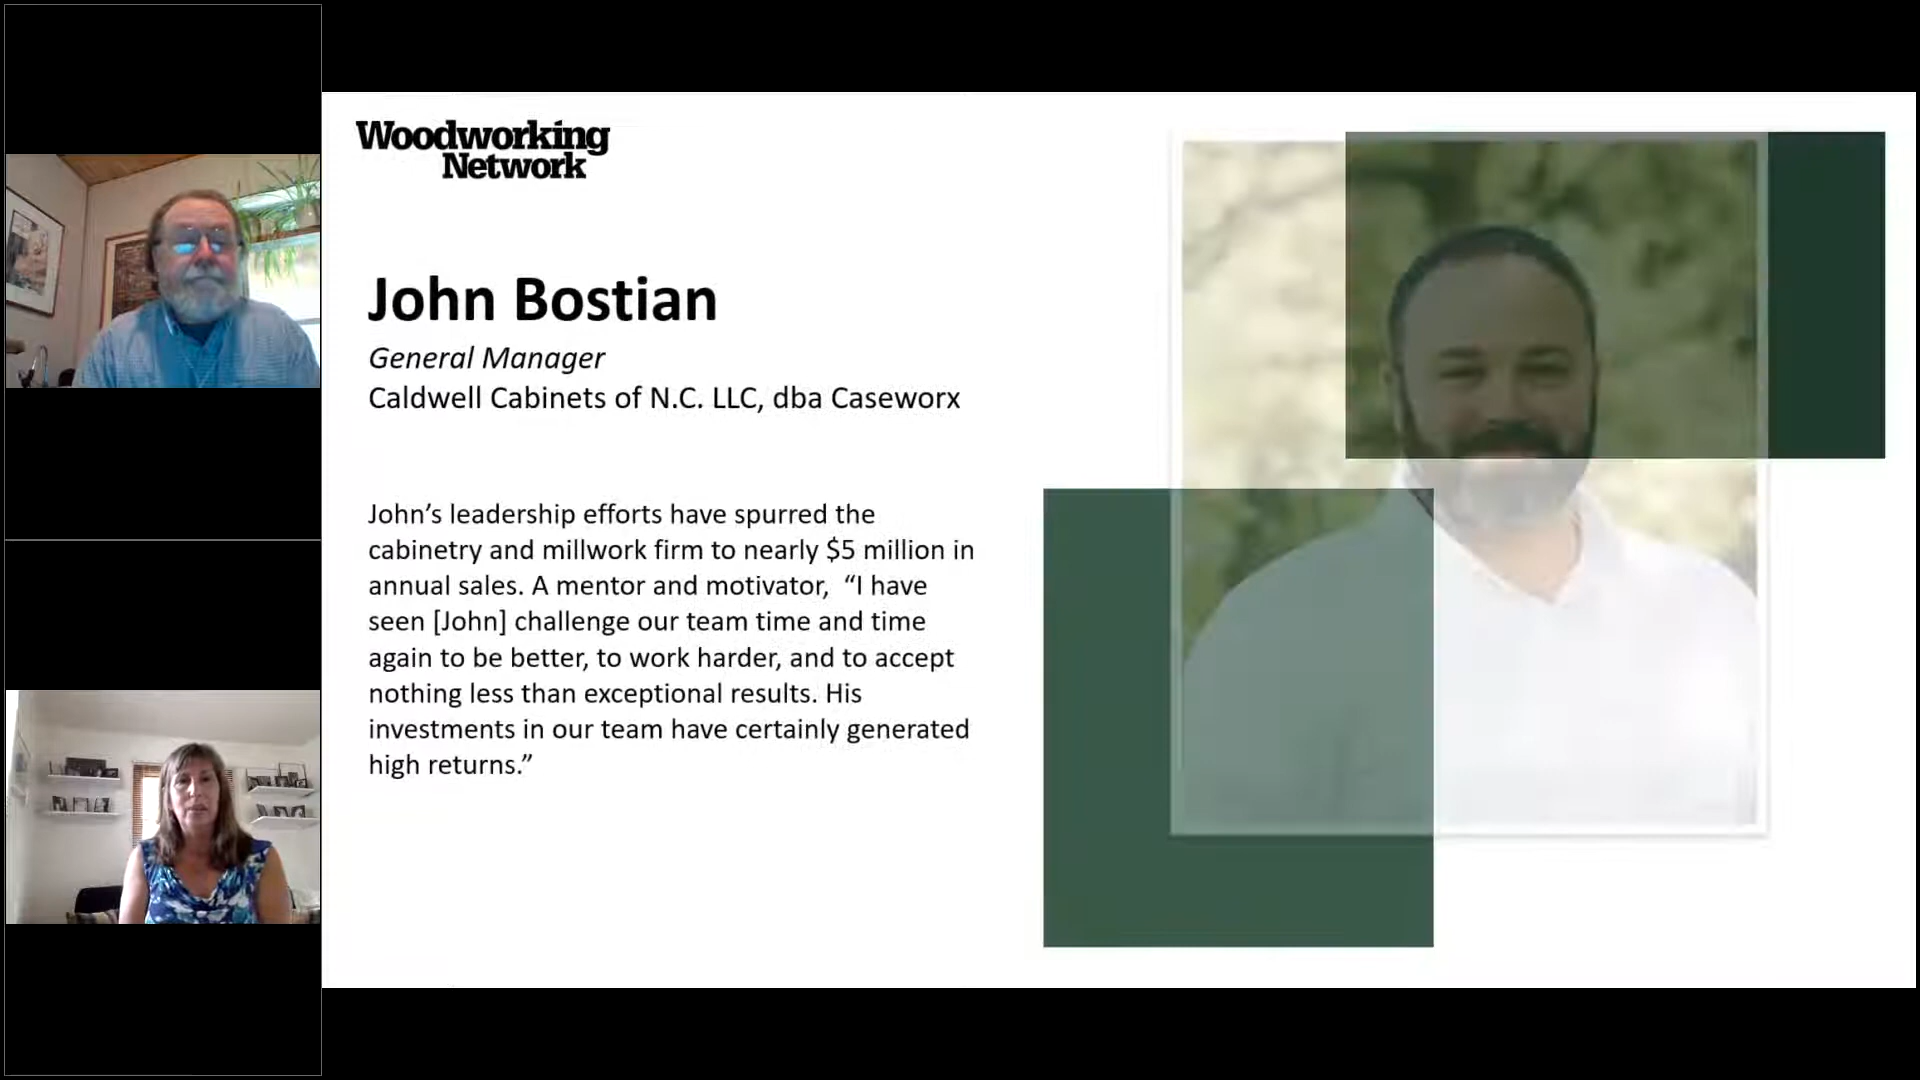 Woodworking
Network
John Bostian
General Manager
Caldwell Cabinets of N.C. LLC, dba Caseworx
John’s leadership efforts have spurred the
cabinetry and millwork firm to nearly $5 million in
annual sales. A mentor and motivator,  “I have
seen [John] challenge our team time and time
again to be better, to work harder, and to accept
nothing less than exceptional results. His
investments in our team have certainly generated
high returns.”